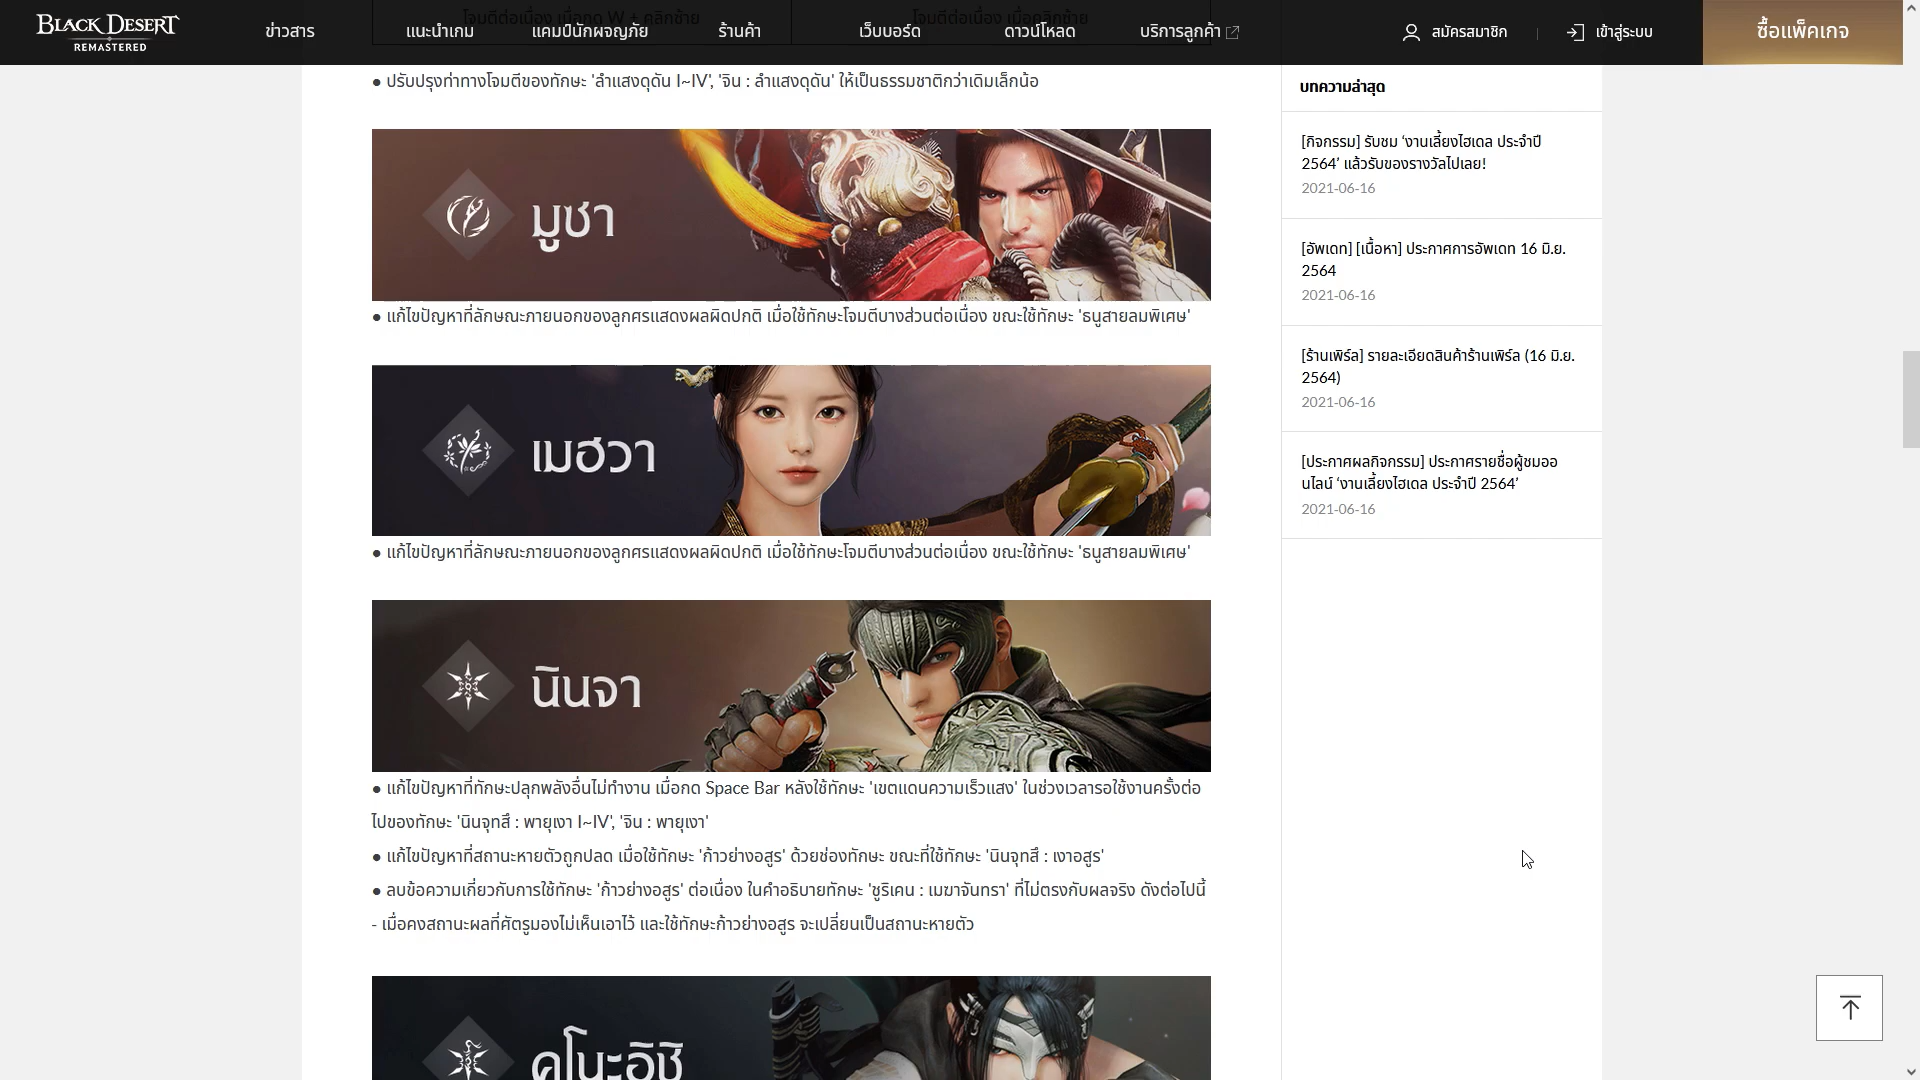 BLACK DESERT
REMASTERED
ข่าวสาร
แนะนำเกม
แคมป์นักผจญภัย
ร้านค้า
เว็บบอร์ด
ดาวน์โหลด
บริการลูกค้า
สมัครสมาชิก
เข้าสู่ระบบ
ซื้อแพ็คเกจ
โจมตีต่อเนื่อง เมื่อกด W + คลิกซ้าย
โจมตีต่อเนื่อง เมื่อคลิกซ้าย
● ปรับปรุงท่าทางโจมตีของทักษะ 'ลำแสงดุดัน I~IV', 'จิน : ลำแสงดุดัน' ให้เป็นธรรมชาติกว่าเดิมเล็กน้อ
มูซา
● แก้ไขปัญหาที่ลักษณะภายนอกของลูกศรแสดงผลผิดปกติ เมื่อใช้ทักษะโจมตีบางส่วนต่อเนื่อง ขณะใช้ทักษะ 'ธนูสายลมพิเศษ'
เมฮวา
● แก้ไขปัญหาที่ลักษณะภายนอกของลูกศรแสดงผลผิดปกติ เมื่อใช้ทักษะโจมตีบางส่วนต่อเนื่อง ขณะใช้ทักษะ 'ธนูสายลมพิเศษ'
นินจา
● แก้ไขปัญหาที่ทักษะปลุกพลังอื่นไม่ทำงาน เมื่อกด Space Bar หลังใช้ทักษะ 'เขตแดนความเร็วแสง' ในช่วงเวลารอใช้งานครั้งต่อ
ไปของทักษะ 'นินจุทสึ : พายุเงา I~IV', 'จิน : พายุเงา'
● แก้ไขปัญหาที่สถานะหายตัวถูกปลด เมื่อใช้ทักษะ 'ก้าวย่างอสูร' ด้วยช่องทักษะ ขณะที่ใช้ทักษะ 'นินจุทสึ : เงาอสูร'
● ลบข้อความเกี่ยวกับการใช้ทักษะ 'ก้าวย่างอสูร' ต่อเนื่อง ในคำอธิบายทักษะ 'ชูริเคน : เมฆาจันทรา' ที่ไม่ตรงกับผลจริง ดังต่อไปนี้
- เมื่อคงสถานะผลที่ศัตรูมองไม่เห็นเอาไว้ และใช้ทักษะก้าวย่างอสูร จะเปลี่ยนเป็นสถานะหายตัว
คุโนะอิจิ
บทความล่าสุด
[กิจกรรม] รับชม ‘งานเลี้ยงไฮเดล ประจำปี
2564’ แล้วรับของรางวัลไปเลย!
2021-06-16
[อัพเดท] [เนื้อหา] ประกาศการอัพเดท 16 มิ.ย.
2564
2021-06-16
[ร้านเพิร์ล] รายละเอียดสินค้าร้านเพิร์ล (16 มิ.ย.
2564)
2021-06-16
[ประกาศผลกิจกรรม] ประกาศรายชื่อผู้ชมออ
นไลน์ ‘งานเลี้ยงไฮเดล ประจำปี 2564’
2021-06-16